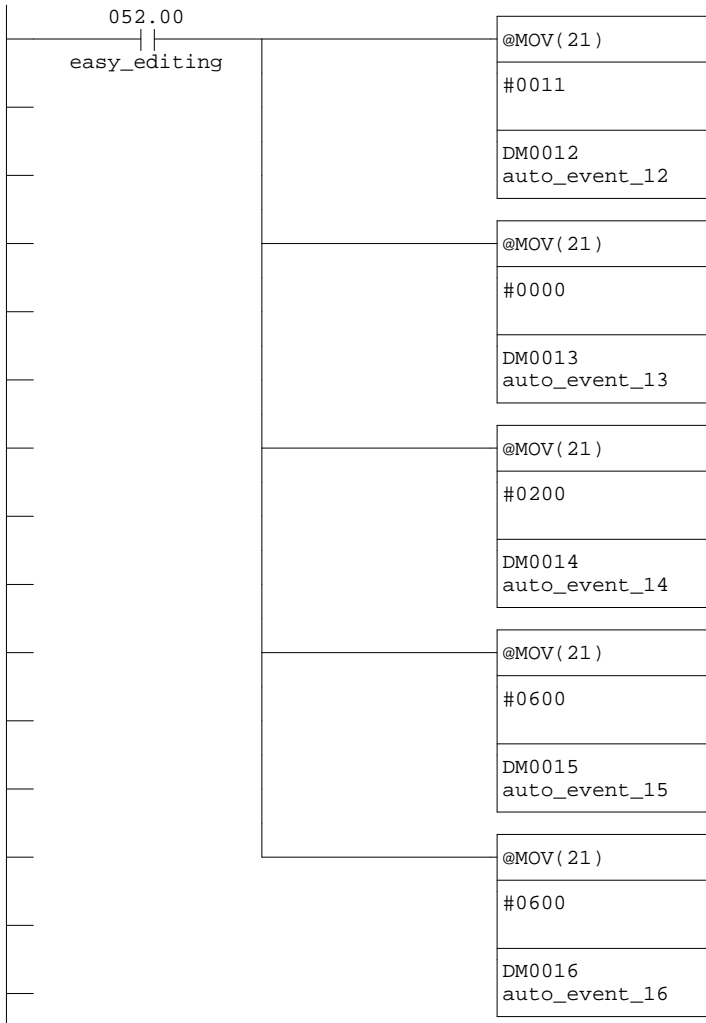 052.00
easy_editing
@MOV(21)
#0011
DM0012
auto_event_12
@MOV(21)
#0000
DM0013
auto_event_13
@MOV(21)
#0200
DM0014
auto_event_14
@MOV(21)
#0600
DM0015
auto_event_15
@MOV(21)
#0600
DM0016
auto_event_16